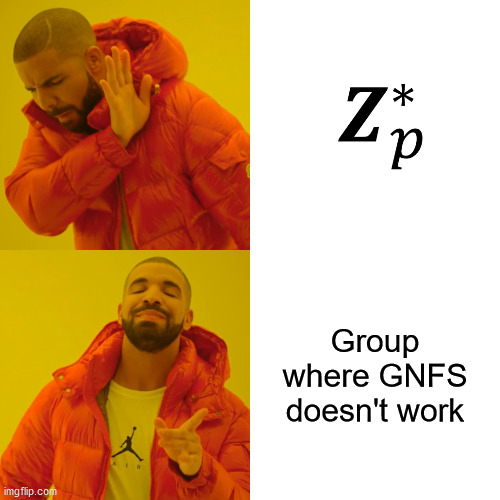 Z*p
Group
where GNFS
doesn't work
imgflip.com